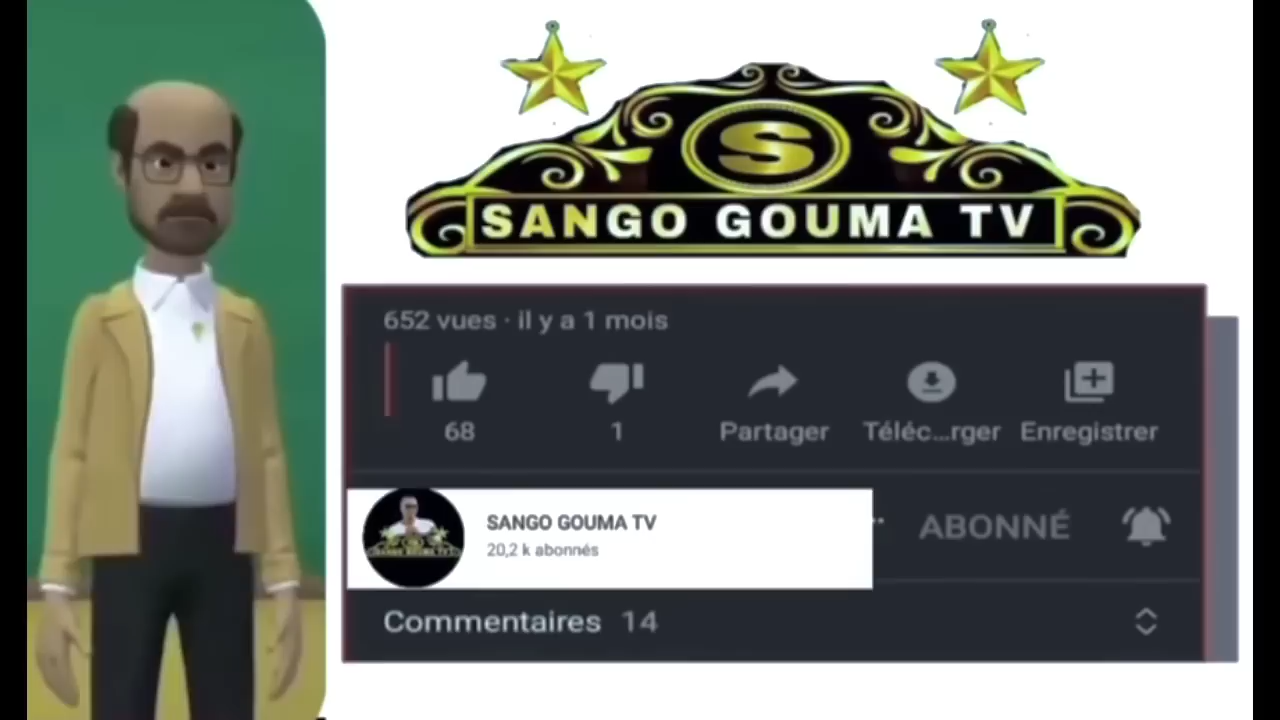 S
SANGO GOUMA TV
652 vues · il y a 1 mois
68
1
Partager
Téléc...rger
Enregistrer
SANGO GOUMA TV
20,2 k abonnés
ABONNÉ
Commentaires 14